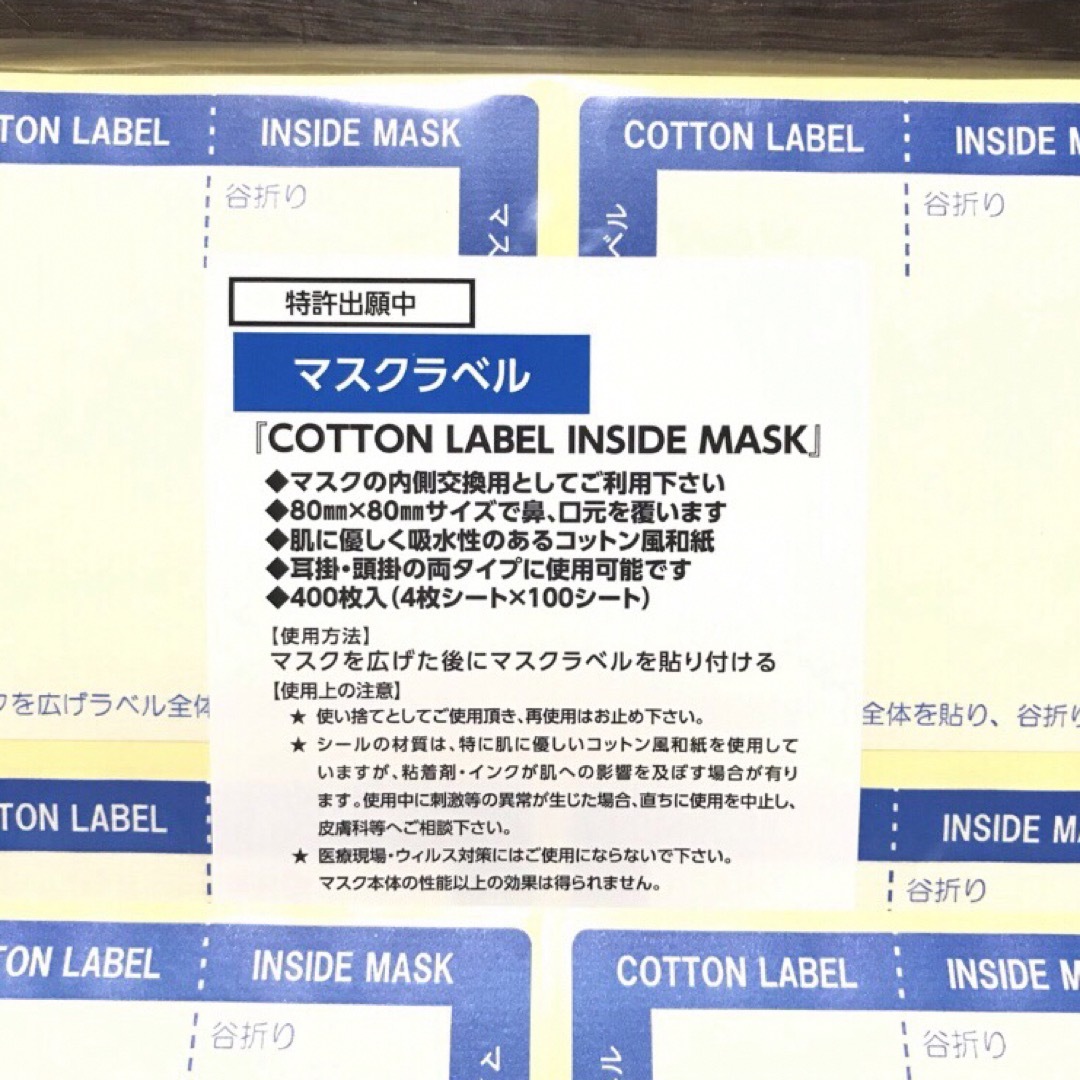 TON LABEL INSIDE MASK
COTTON LABEL INSIDE M
谷折り
谷折り
マス
ベル
特許出願中
マスクラベル
『COTTON LABEL INSIDE MASK』
◆マスクの内側交換用としてご利用下さい
◆80㎜×80㎜サイズで鼻、口元を覆います
◆肌に優しく吸水性のあるコットン風和紙
◆耳掛・頭掛の両タイプに使用可能です
◆400枚入(4枚シート×100シート)
【使用方法】
マスクを広げた後にマスクラベルを貼り付ける
【使用上の注意】
★ 使い捨てとしてご使用頂き、再使用はお止め下さい。
★ シールの材質は、特に肌に優しいコットン風和紙を使用して
いますが、粘着剤・インクが肌への影響を及ぼす場合が有り
ます。使用中に刺激等の異常が生じた場合、直ちに使用を中止し、
皮膚科等へご相談下さい。
★ 医療現場・ウィルス対策にはご使用にならないで下さい。
マスク本体の性能以上の効果は得られません。
クを広げラベル全体
全体を貼り、谷折り
TON LABEL
INSIDE MA
谷折り
TON LABEL INSIDE MASK
COTTON LABEL INSIDE M
谷折り
谷折り
マ
ル